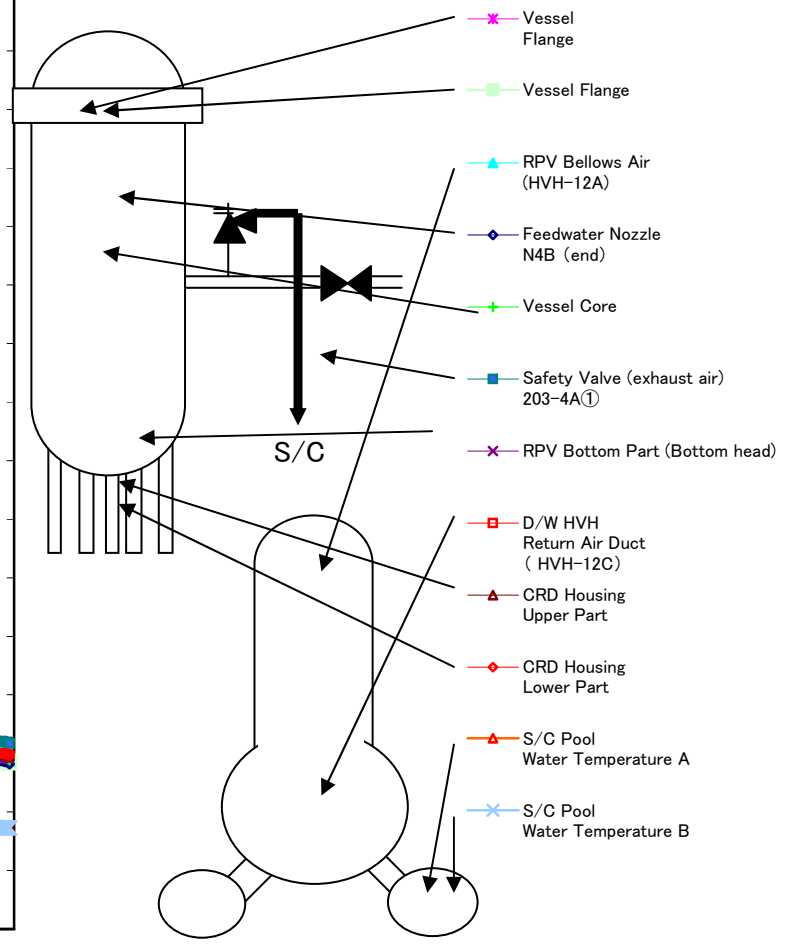 Vessel
Flange
Vessel Flange
RPV Bellows Air
(HVH-12A)
Feedwater Nozzle
N4B (end)
Vessel Core
Safety Valve (exhaust air)
203-4A①
S/C
RPV Bottom Part (Bottom head)
D/W HVH
Return Air Duct
( HVH-12C)
CRD Housing
Upper Part
CRD Housing
Lower Part
S/C Pool
Water Temperature A
S/C Pool
Water Temperature B